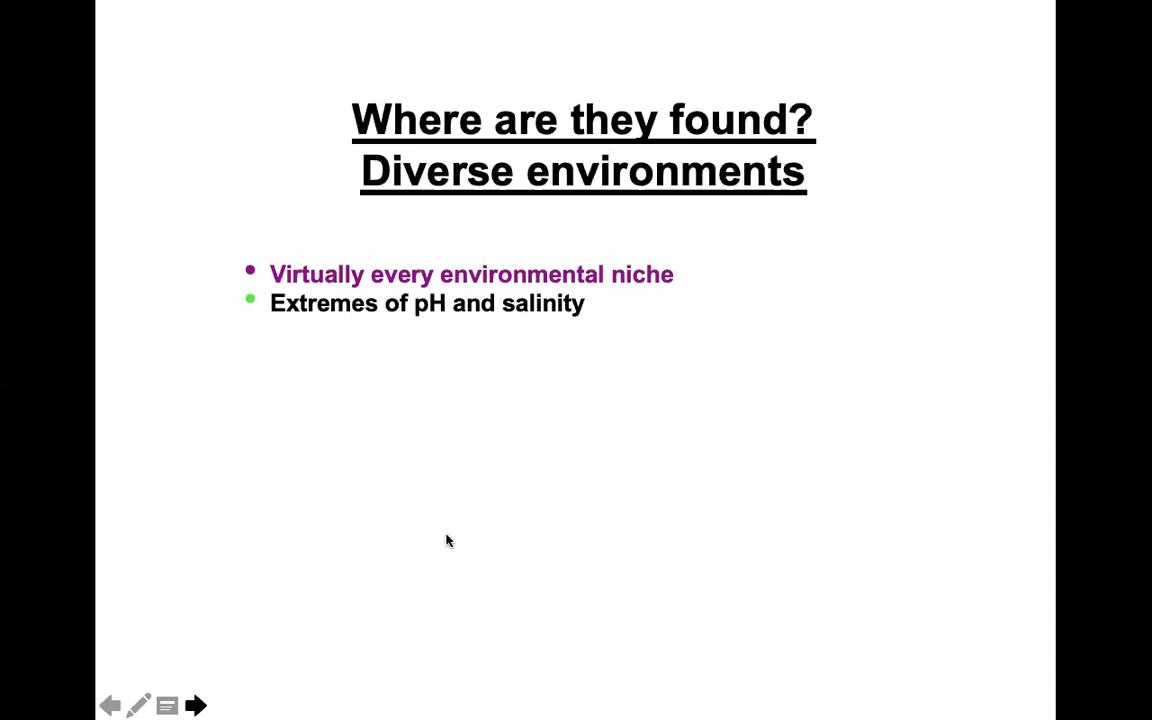 Where are they found?
Diverse environments
• Virtually every environmental niche
• Extremes of pH and salinity